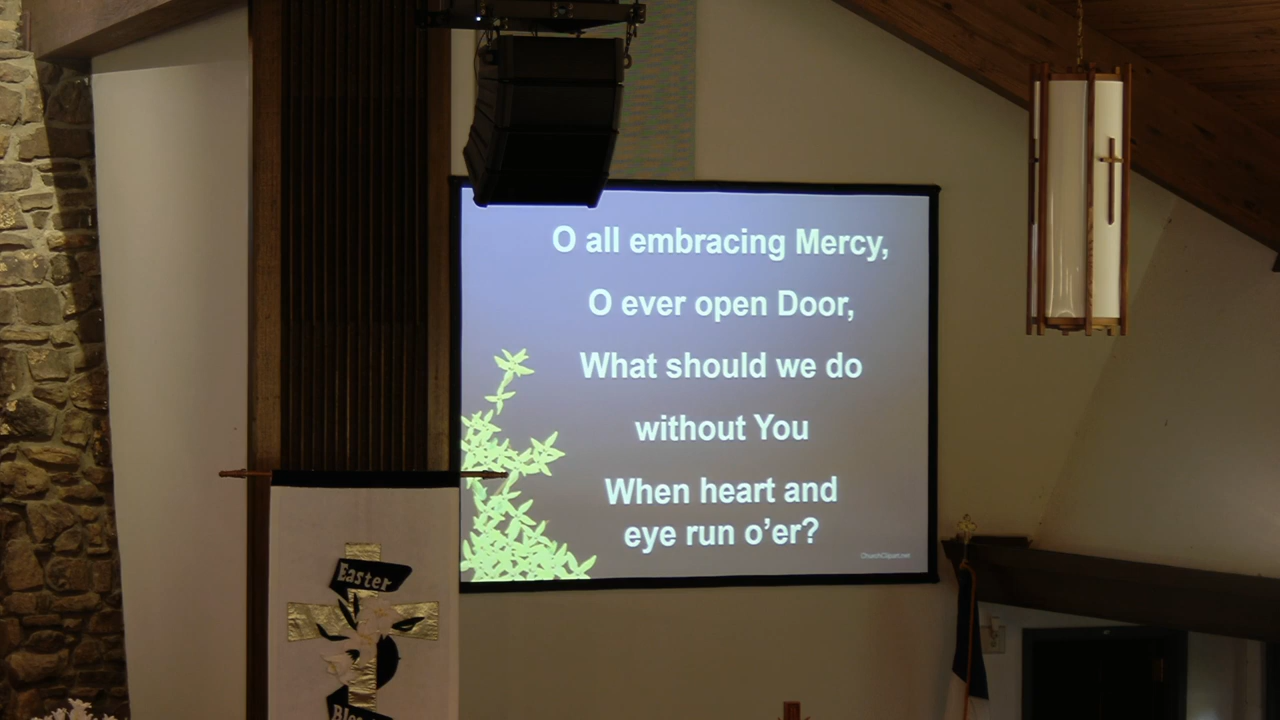 O all embracing Mercy,
O ever open Door,
What should we do
without You
When heart and
eye run o'er?
ChurchClipart.net
Easter